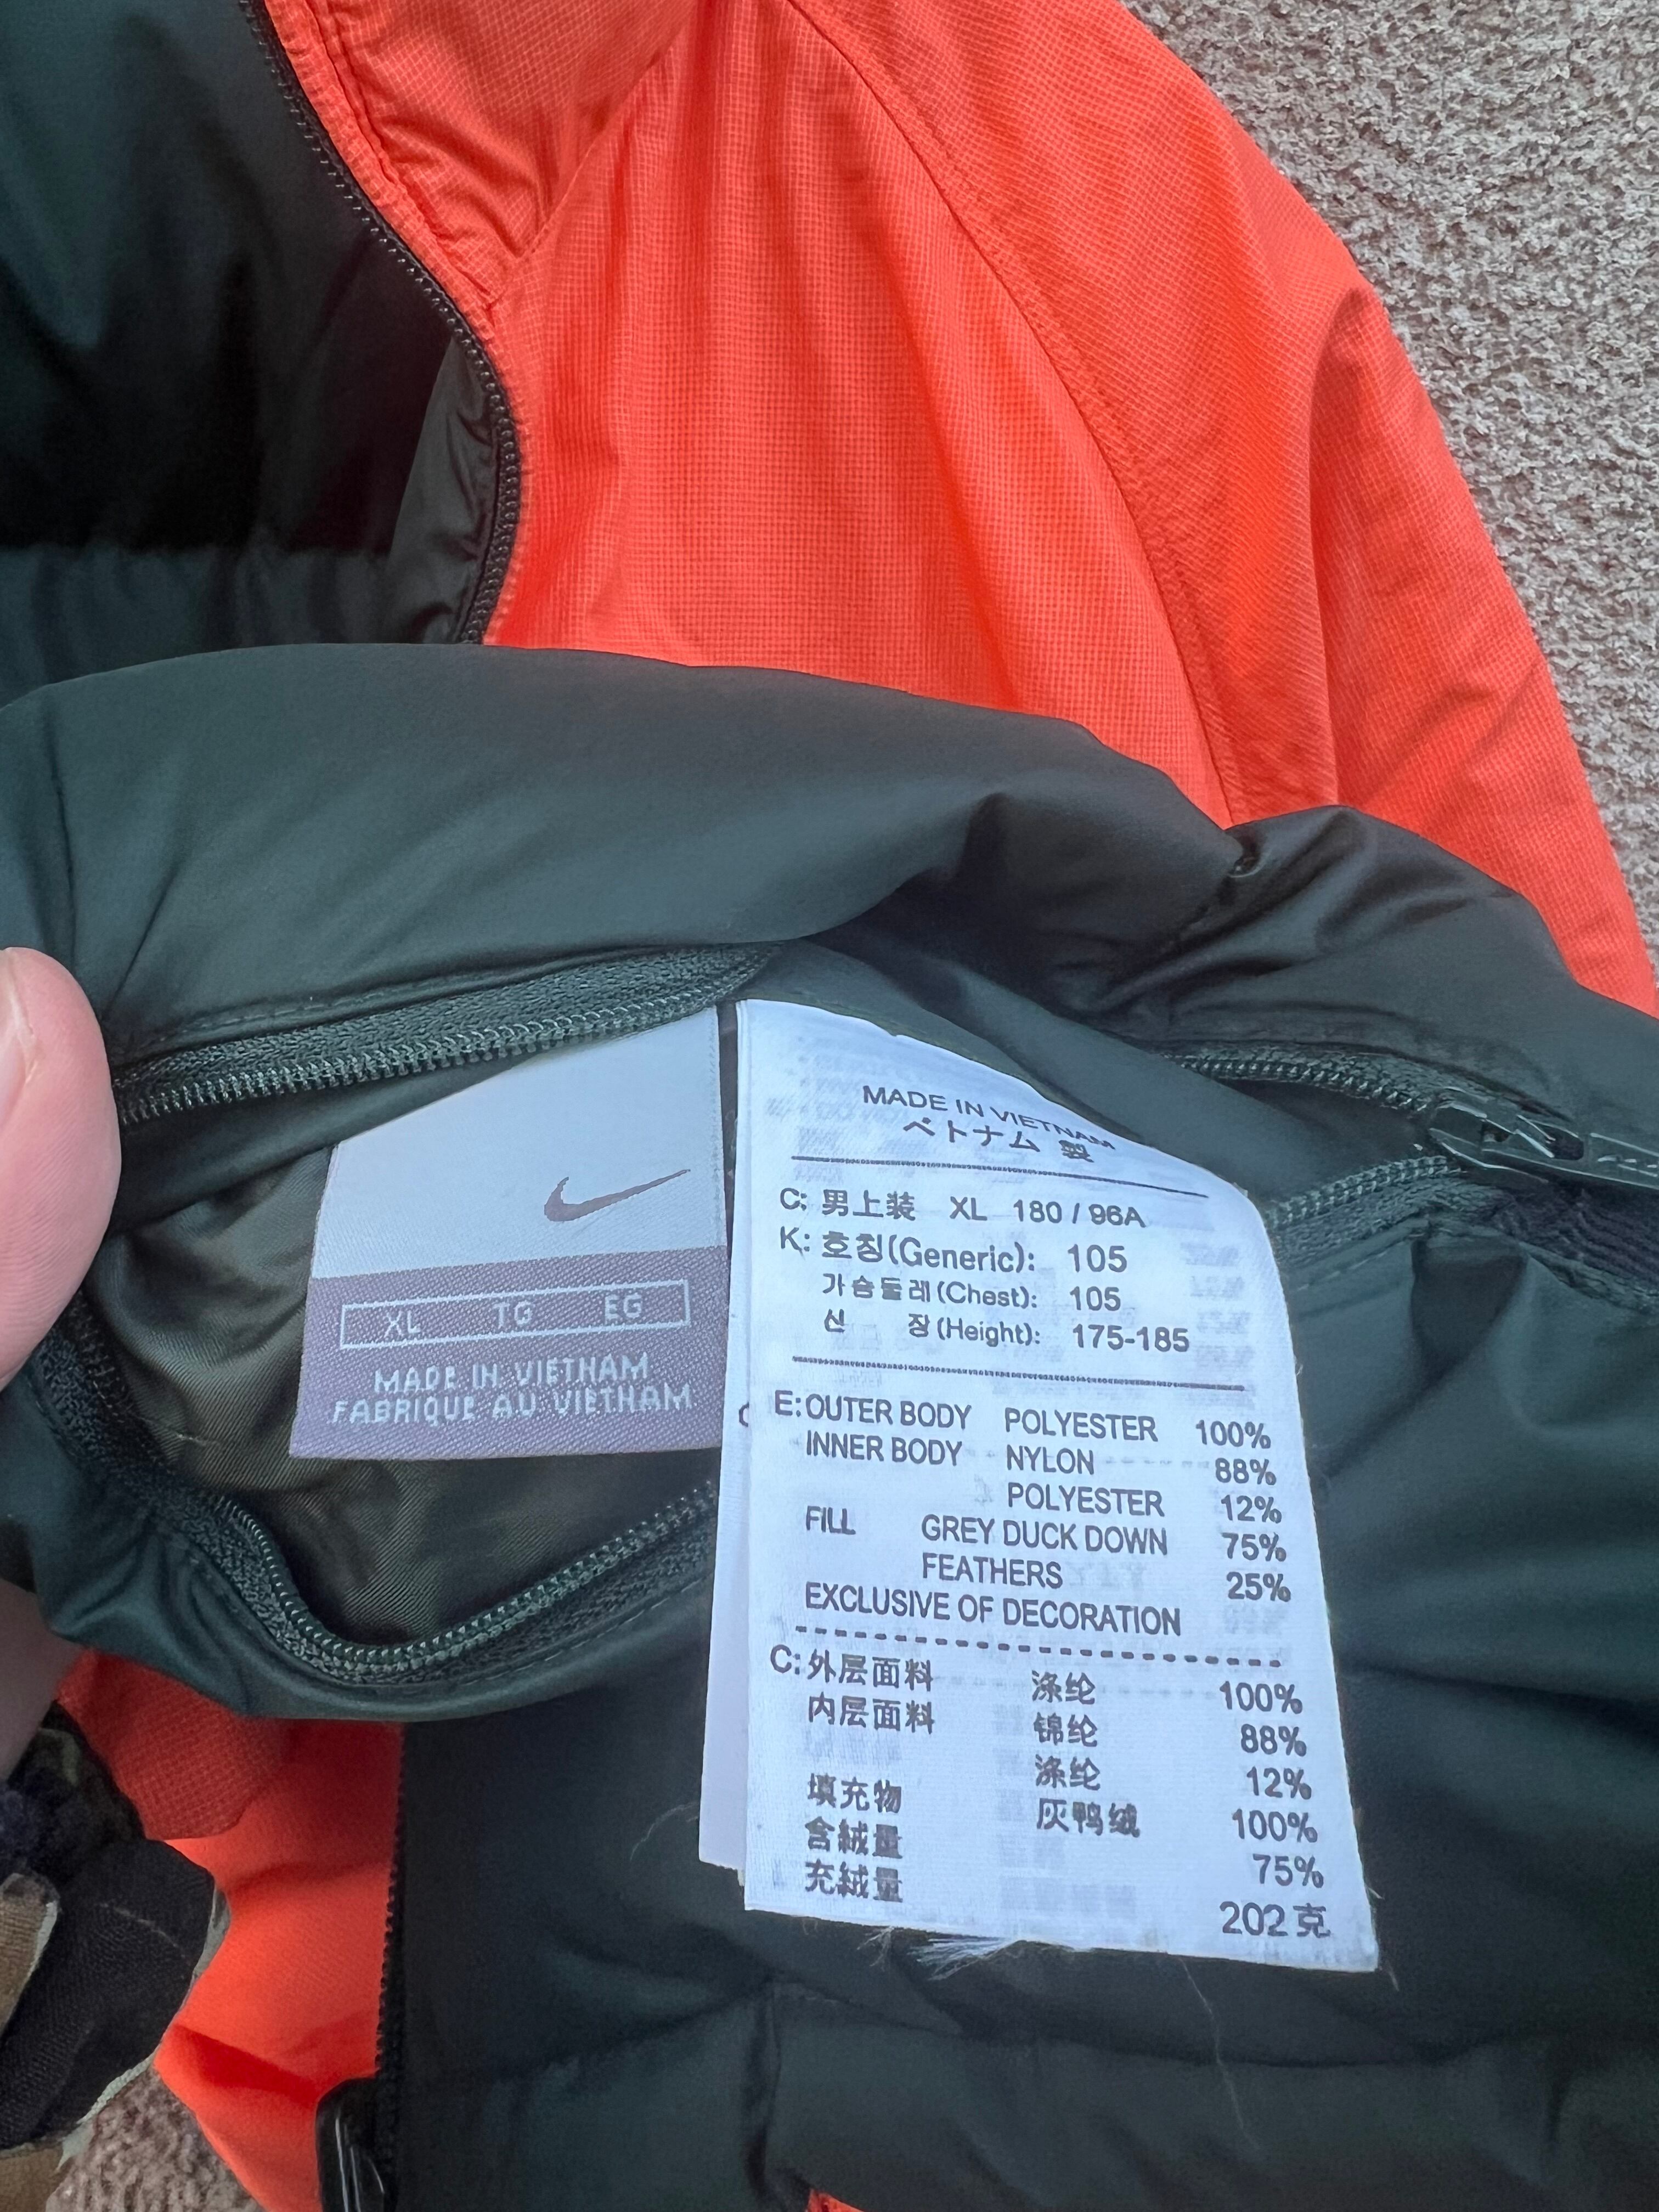 XL TG EG
MADE IN VIETNAM
FABRIQUÉ AU VIETNAM
MADE IN VIETNAM
ベトナム 製
C: 男上装 XL 180 / 96A
K: 호칭(Generic): 105
가슴둘레(Chest): 105
신 장(Height): 175-185
E: OUTER BODY POLYESTER 100%
INNER BODY NYLON 88%
POLYESTER 12%
FILL GREY DUCK DOWN 75%
FEATHERS 25%
EXCLUSIVE OF DECORATION
C: 外层面料 涤纶 100%
内层面料 锦纶 88%
涤纶 12%
填充物 灰鸭绒 100%
含絨量 75%
充絨量 202克